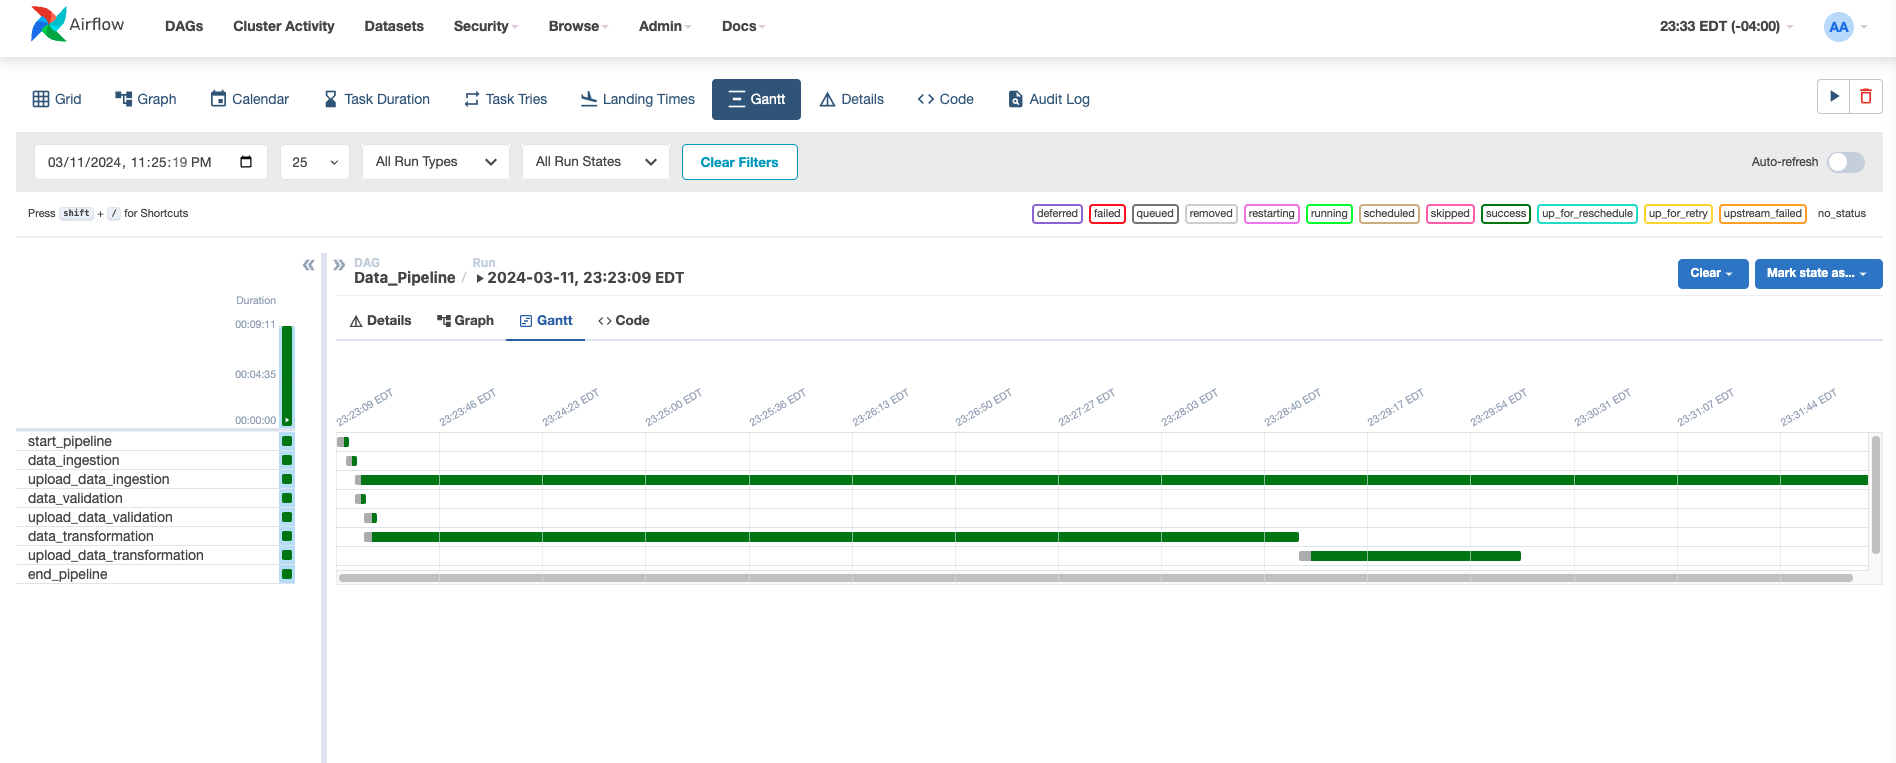 Airflow DAGs Cluster Activity Datasets Security Browse Admin Docs 23:33 EDT (-04:00) AA
Grid Graph Calendar Task Duration Task Tries Landing Times Gantt Details Code Audit Log
03/11/2024, 11:25:19 PM 25 All Run Types All Run States Clear Filters Auto-refresh
Press shift + / for Shortcuts deferred failed queued removed restarting running scheduled skipped success up_for_reschedule up_for_retry upstream_failed no_status
DAG Run
Data_Pipeline / 2024-03-11, 23:23:09 EDT Clear Mark state as...
Duration
Details Graph Gantt Code
00:09:11
00:04:35
00:00:00
23:23:09 EDT 23:23:46 EDT 23:24:23 EDT 23:25:00 EDT 23:25:36 EDT 23:26:13 EDT 23:26:50 EDT 23:27:27 EDT 23:28:03 EDT 23:28:40 EDT 23:29:17 EDT 23:29:54 EDT 23:30:31 EDT 23:31:07 EDT 23:31:44 EDT
start_pipeline
data_ingestion
upload_data_ingestion
data_validation
upload_data_validation
data_transformation
upload_data_transformation
end_pipeline